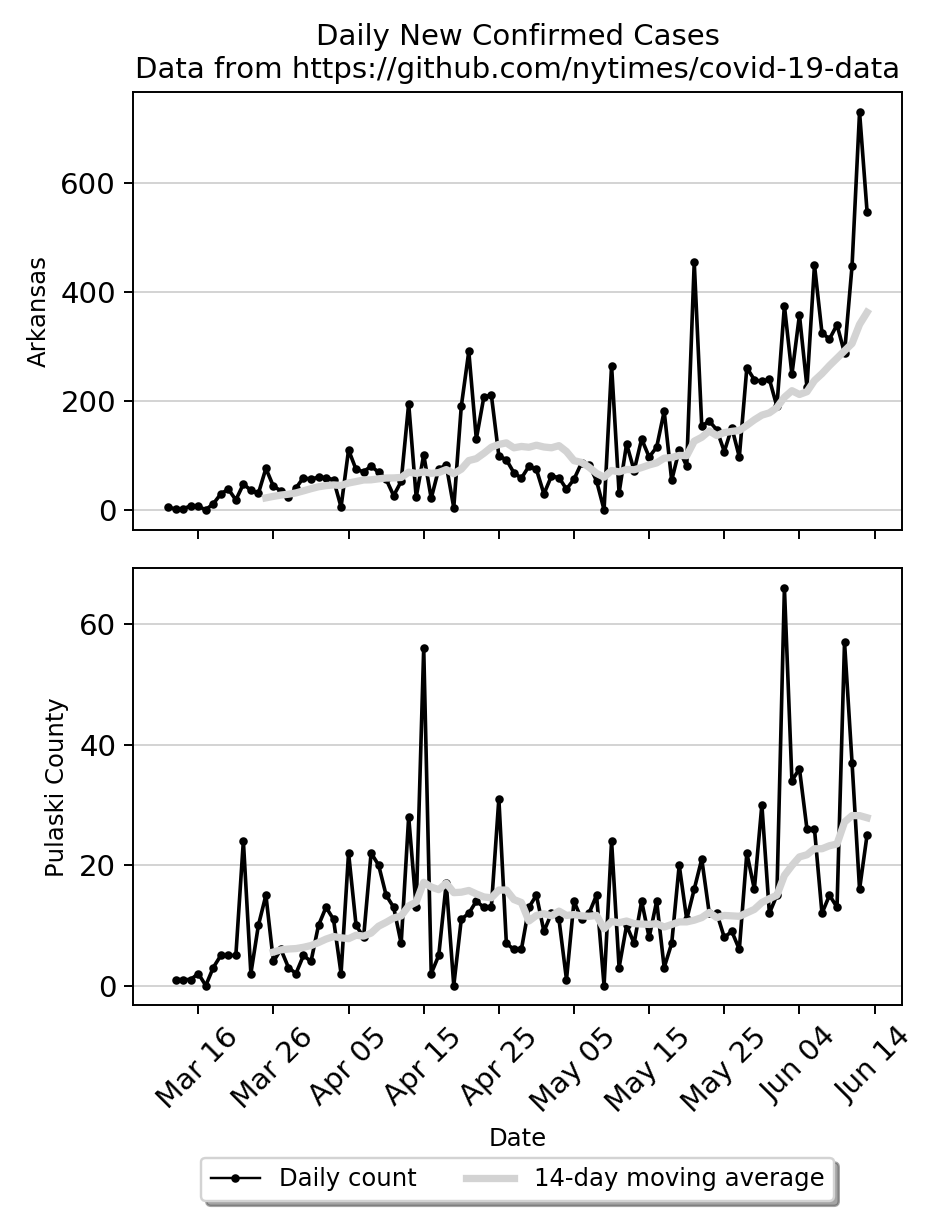 Daily New Confirmed Cases
Data from https://github.com/nytimes/covid-19-data
600
400
200
0
Arkansas
60
40
20
0
Pulaski County
Mar 16
Mar 26
Apr 05
Apr 15
Apr 25
May 05
May 15
May 25
Jun 04
Jun 14
Date
Daily count
14-day moving average